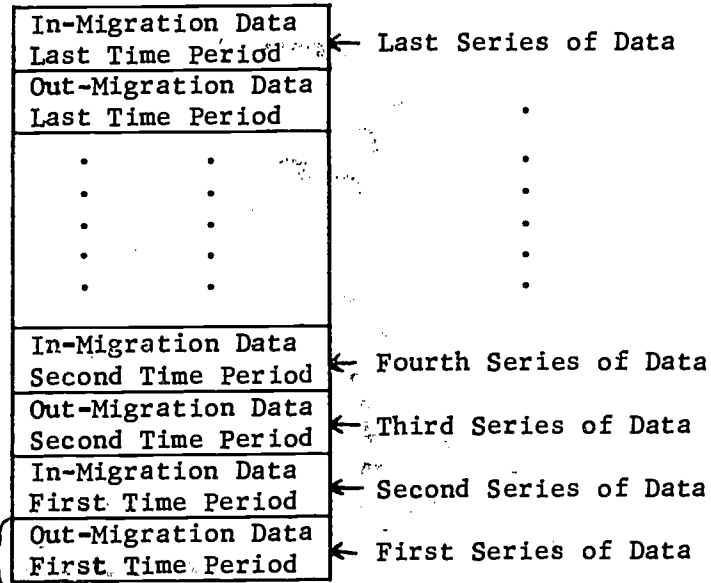 In-Migration Data
Last Time Period
Last Series of Data
Out-Migration Data
Last Time Period
In-Migration Data
Second Time Period
Fourth Series of Data
Out-Migration Data
Second Time Period
Third Series of Data
In-Migration Data
First Time Period
Second Series of Data
Out-Migration Data
First Time Period
First Series of Data